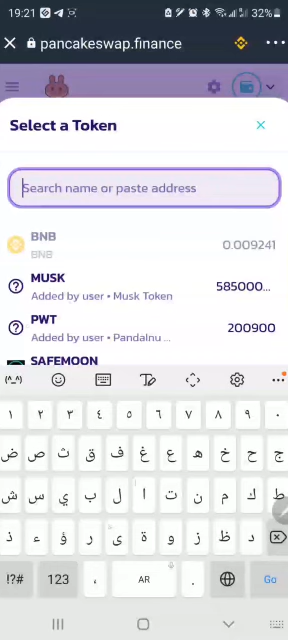 19:21 32%
pancakeswap.finance
Select a Token
Search name or paste address
BNB
BNB
0.009241
MUSK
Added by user • Musk Token
585000...
PWT
Added by user • Pandalnu ...
200900
SAFEMOON
(^_^)
١ ٢ ٣ ٤ ٥ ٦ ٧ ٨ ٩ ٠
ض ص ث ق ف غ ع ه خ ح ج
ش س ي ب ل ا ت ن م ك ط
ذ ء ؤ ر ى ة و ز ظ د
!?# 123 ، AR . Go